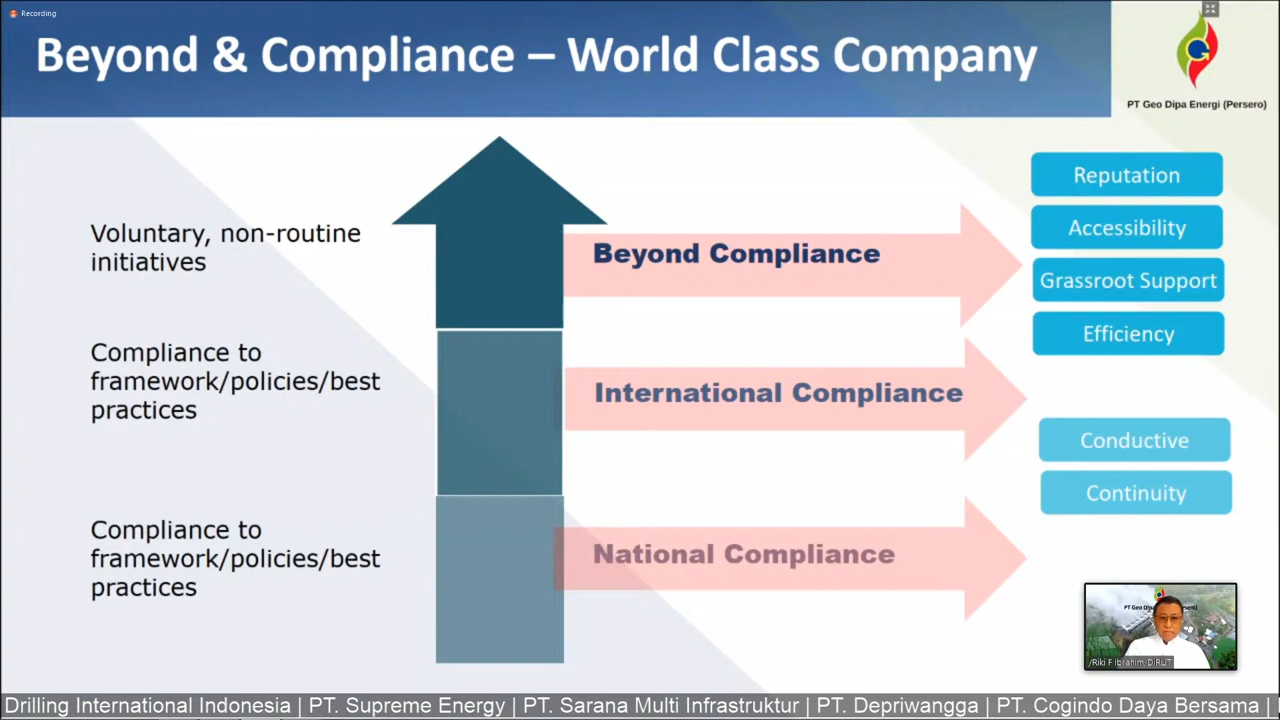 Recording
Beyond & Compliance – World Class Company
PT Geo Dipa Energi (Persero)
Voluntary, non-routine
initiatives
Beyond Compliance
Reputation
Accessibility
Grassroot Support
Efficiency
Compliance to
framework/policies/best
practices
International Compliance
Conductive
Continuity
Compliance to
framework/policies/best
practices
National Compliance
/Riki F Ibrahim/DIRUT
Drilling International Indonesia | PT. Supreme Energy | PT. Sarana Multi Infrastruktur | PT. Depriwangga | PT. Cogindo Daya Bersama |